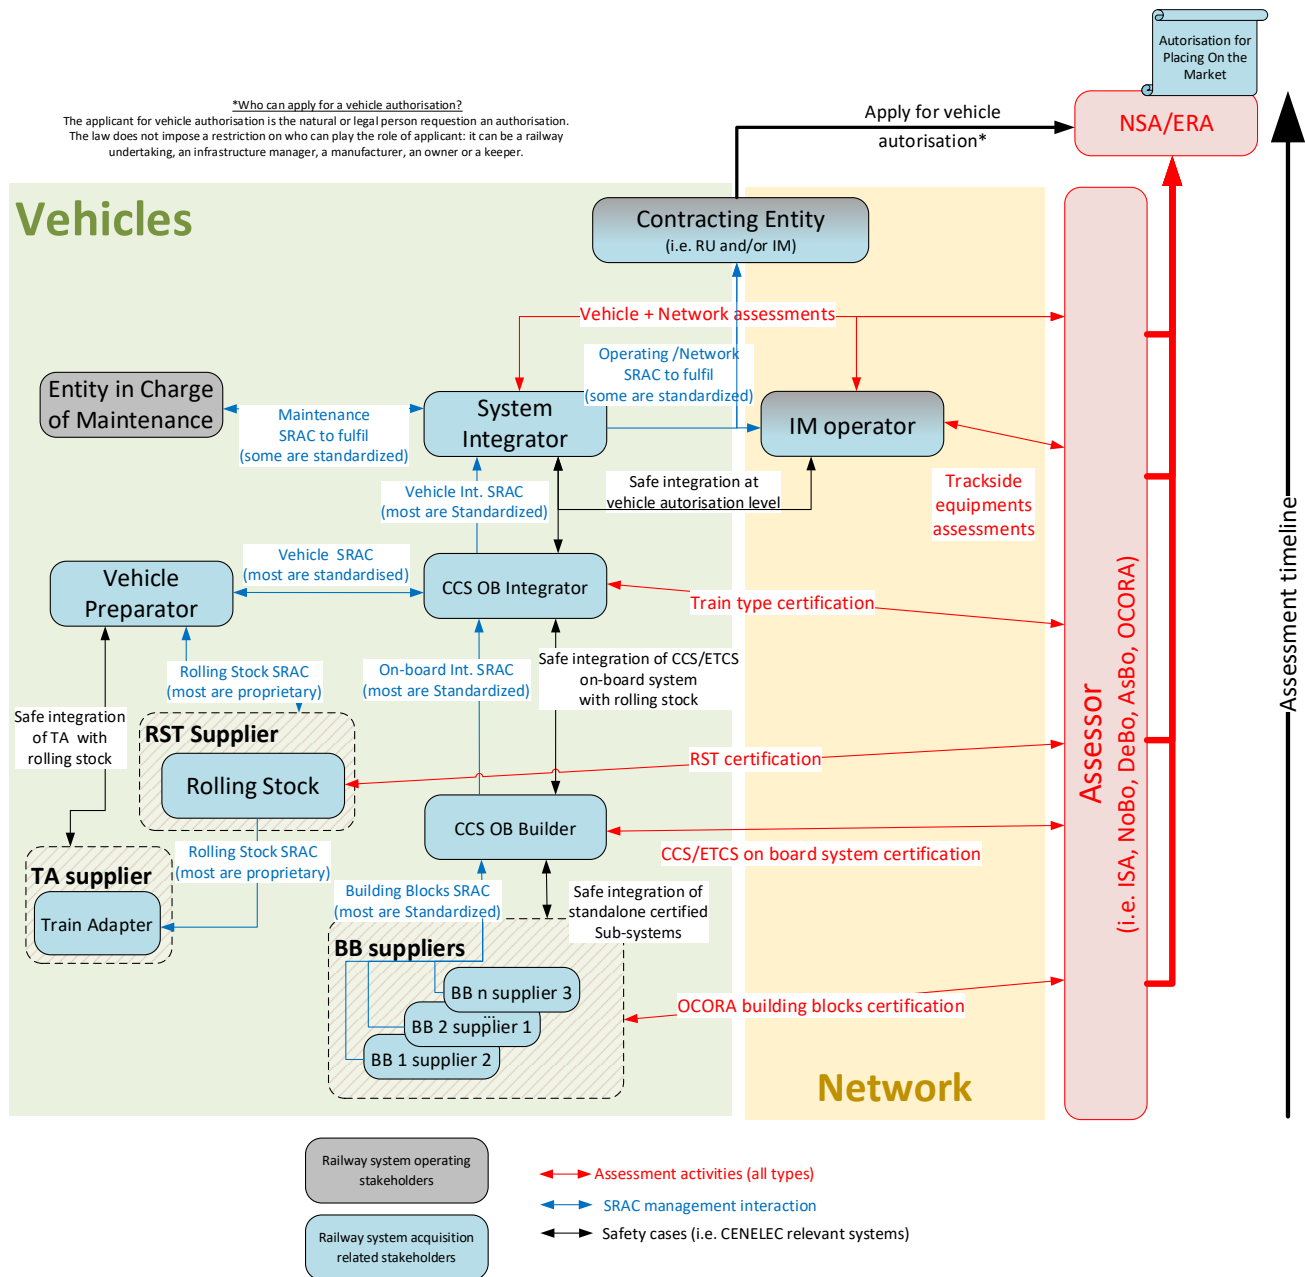 Autorisation for
Placing On the
Market
*Who can apply for a vehicle authorisation?
The applicant for vehicle authorisation is the natural or legal person requestion an authorisation.
The law does not impose a restriction on who can play the role of applicant: it can be a railway
undertaking, an infrastructure manager, a manufacturer, an owner or a keeper.
Apply for vehicle
autorisation*
NSA/ERA
Vehicles
Contracting Entity
(i.e. RU and/or IM)
Vehicle + Network assessments
Operating /Network
SRAC to fulfil
(some are standardized)
Entity in Charge
of Maintenance
Maintenance
SRAC to fulfil
(some are standardized)
System
Integrator
IM operator
Vehicle Int. SRAC
(most are Standardized)
Safe integration at
vehicle autorisation level
Trackside
equipments
assessments
Vehicle SRAC
(most are standardised)
Vehicle
Preparator
CCS OB Integrator
Train type certification
Rolling Stock SRAC
(most are proprietary)
On-board Int. SRAC
(most are Standardized)
Safe integration of CCS/ETCS
on-board system
with rolling stock
Safe integration
of TA with
rolling stock
RST Supplier
Rolling Stock
RST certification
CCS OB Builder
CCS/ETCS on board system certification
Rolling Stock SRAC
(most are proprietary)
TA supplier
Train Adapter
Building Blocks SRAC
(most are Standardized)
Safe integration of
standalone certified
Sub-systems
BB suppliers
BB n supplier 3
...
BB 2 supplier 1
BB 1 supplier 2
OCORA building blocks certification
Network
Assessor
(i.e. ISA, NoBo, DeBo, AsBo, OCORA)
Assessment timeline
Railway system operating
stakeholders
Railway system acquisition
related stakeholders
Assessment activities (all types)
SRAC management interaction
Safety cases (i.e. CENELEC relevant systems)